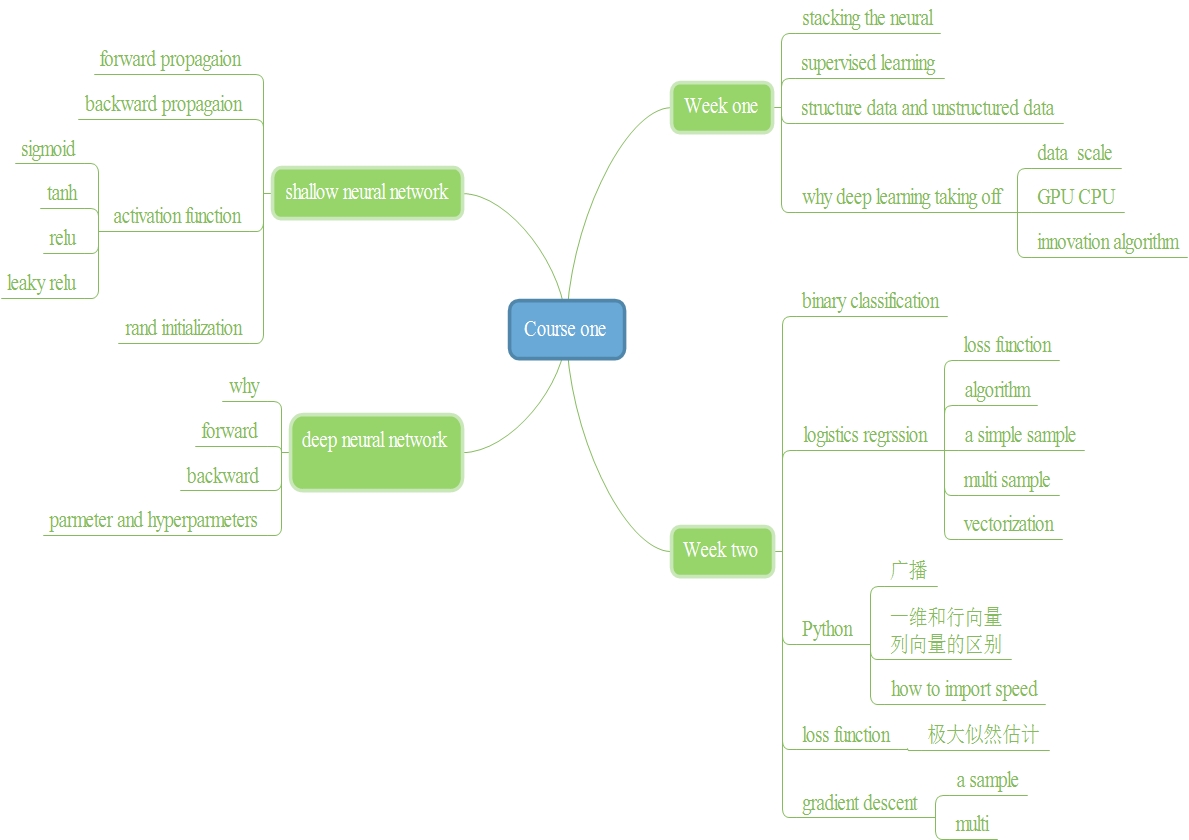 Course one
Week one
stacking the neural
supervised learning
structure data and unstructured data
why deep learning taking off
data  scale
GPU CPU
innovation algorithm
Week two
binary classification
logistics regrssion
loss function
algorithm
a simple sample
multi sample
vectorization
Python
广播
一维和行向量
列向量的区别
how to import speed
loss function
极大似然估计
gradient descent
a sample
multi
shallow neural network
forward propagaion
backward propagaion
activation function
sigmoid
tanh
relu
leaky relu
rand initialization
deep neural network
why
forward
backward
parmeter and hyperparmeters